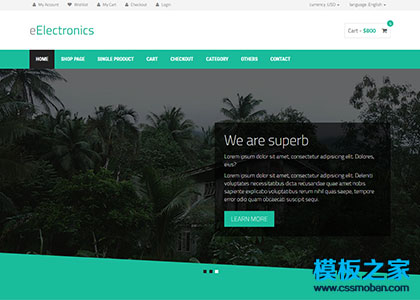 My Account Wishlist My Cart Checkout Login currency: USD language: English
eElectronics
Cart - $800 5
HOME SHOP PAGE SINGLE PRODUCT CART CHECKOUT CATEGORY OTHERS CONTACT
We are superb
Lorem ipsum dolor sit amet, consectetur adipisicing elit. Dolores,
eius?
Lorem ipsum dolor sit amet, consectetur adipisicing elit. Deleniti
voluptates necessitatibus dicta recusandae quae amet nobis
sapiente explicabo voluptatibus rerum nihil quas saepe, tempore
error odio quam obcaecati suscipit sequi.
LEARN MORE
模板之家
www.cssmoban.com